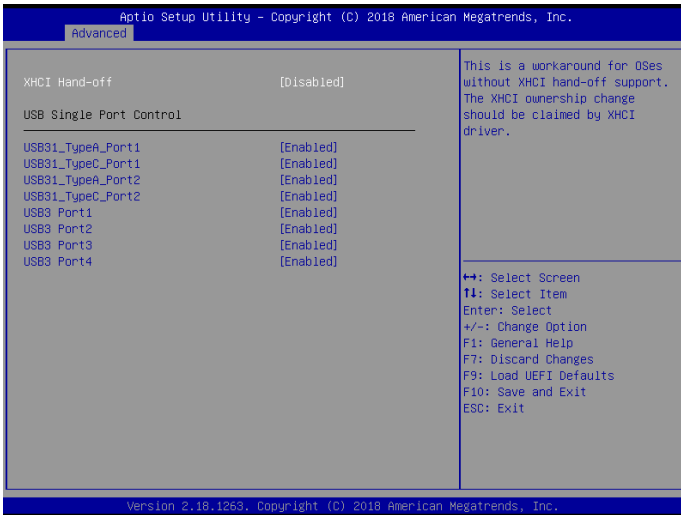 Aptio Setup Utility – Copyright (C) 2018 American Megatrends, Inc.
Advanced
XHCI Hand-off [Disabled]
USB Single Port Control
USB31_TypeA_Port1 [Enabled]
USB31_TypeC_Port1 [Enabled]
USB31_TypeA_Port2 [Enabled]
USB31_TypeC_Port2 [Enabled]
USB3 Port1 [Enabled]
USB3 Port2 [Enabled]
USB3 Port3 [Enabled]
USB3 Port4 [Enabled]
This is a workaround for OSes
without XHCI hand-off support.
The XHCI ownership change
should be claimed by XHCI
driver.
↔: Select Screen
↑↓: Select Item
Enter: Select
+/-: Change Option
F1: General Help
F7: Discard Changes
F9: Load UEFI Defaults
F10: Save and Exit
ESC: Exit
Version 2.18.1263. Copyright (C) 2018 American Megatrends, Inc.